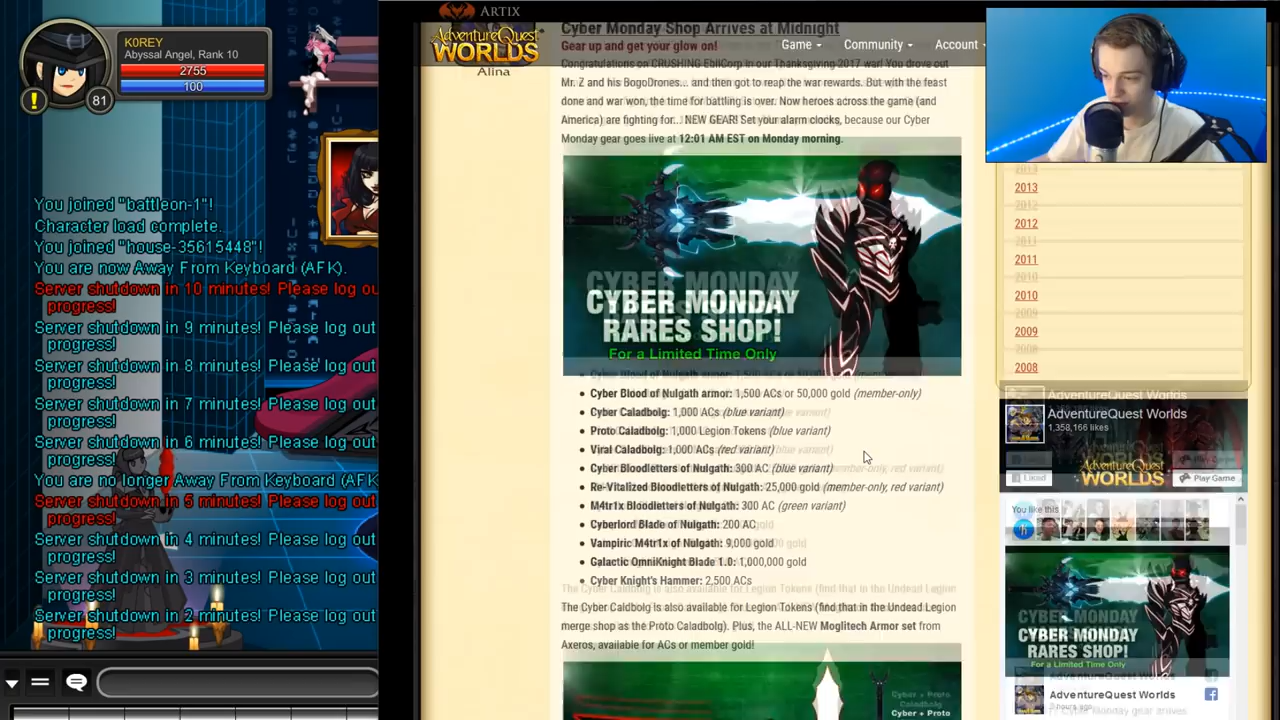 K0REY
Abyssal Angel, Rank 10
2755
100
81
You joined "battleon-1"!
Character load complete.
You joined "house-35615448"!
You are now Away From Keyboard (AFK).
Server shutdown in 10 minutes! Please log ou
progress!
Server shutdown in 9 minutes! Please log out
progress!
Server shutdown in 8 minutes! Please log out
progress!
Server shutdown in 7 minutes! Please log out
progress!
Server shutdown in 6 minutes! Please log out
progress!
You are no longer Away From Keyboard (AFK
Server shutdown in 5 minutes! Please log out
progress!
Server shutdown in 4 minutes! Please log out
progress!
Server shutdown in 3 minutes! Please log out
progress!
Server shutdown in 2 minutes! Please log out
progress!
ARTIX
AdventureQuest
WORLDS
Game
Community
Account
Alina
Cyber Monday Shop Arrives at Midnight
Gear up and get your glow on!
Congratulations on CRUSHING EbilCorp in our Thanksgiving 2017 war! You drove out
Mr. Z and his BogoDrones... and then got to reap the war rewards. But with the feast
done and war won, the time for battling is over. Now heroes across the game (and
America) are fighting for... NEW GEAR! Set your alarm clocks, because our Cyber
Monday gear goes live at 12:01 AM EST on Monday morning.
CYBER MONDAY
RARES SHOP!
For a Limited Time Only
Cyber Blood of Nulgath armor: 1,500 ACs or 50,000 gold (member-only)
Cyber Caladbolg: 1,000 ACs (blue variant)
Proto Caladbolg: 1,000 Legion Tokens (blue variant)
Viral Caladbolg: 1,000 ACs (red variant)
Cyber Bloodletters of Nulgath: 300 AC (blue variant)
Re-Vitalized Bloodletters of Nulgath: 25,000 gold (member-only, red variant)
M4tr1x Bloodletters of Nulgath: 300 AC (green variant)
Cyberlord Blade of Nulgath: 200 AC
Vampiric M4tr1x of Nulgath: 9,000 gold
Galactic OmniKnight Blade 1.0: 1,000,000 gold
Cyber Knight's Hammer: 2,500 ACs
The Cyber Caldbolg is also available for Legion Tokens (find that in the Undead Legion
merge shop as the Proto Caladbolg). Plus, the ALL-NEW Moglitech Armor set from
Axeros, available for ACs or member gold!
Cyber + Proto
2013
2012
2011
2010
2009
2008
AdventureQuest Worlds
1,358,166 likes
AdventureQuest
WORLDS
Liked
Play Game
You like this
CYBER MONDAY
RARES SHOP!
For a Limited Time Only
AdventureQuest Worlds
2 hours ago